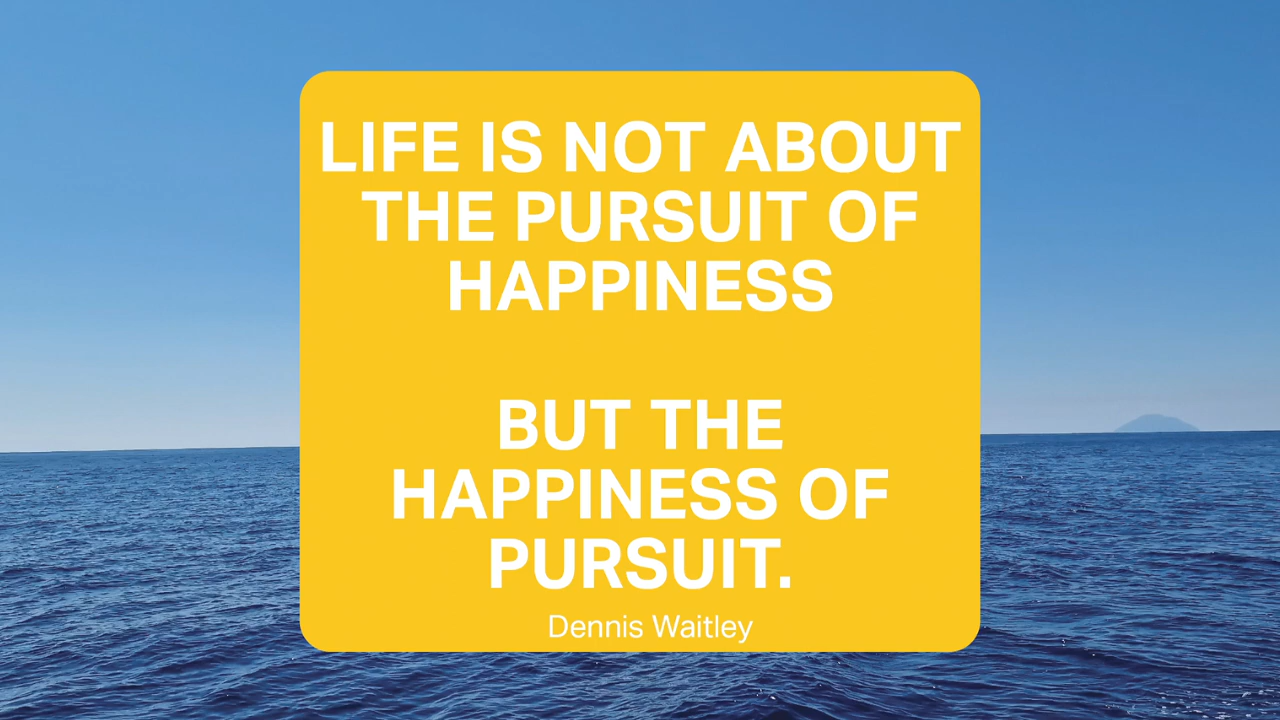 LIFE IS NOT ABOUT
THE PURSUIT OF
HAPPINESS
BUT THE
HAPPINESS OF
PURSUIT.
Dennis Waitley